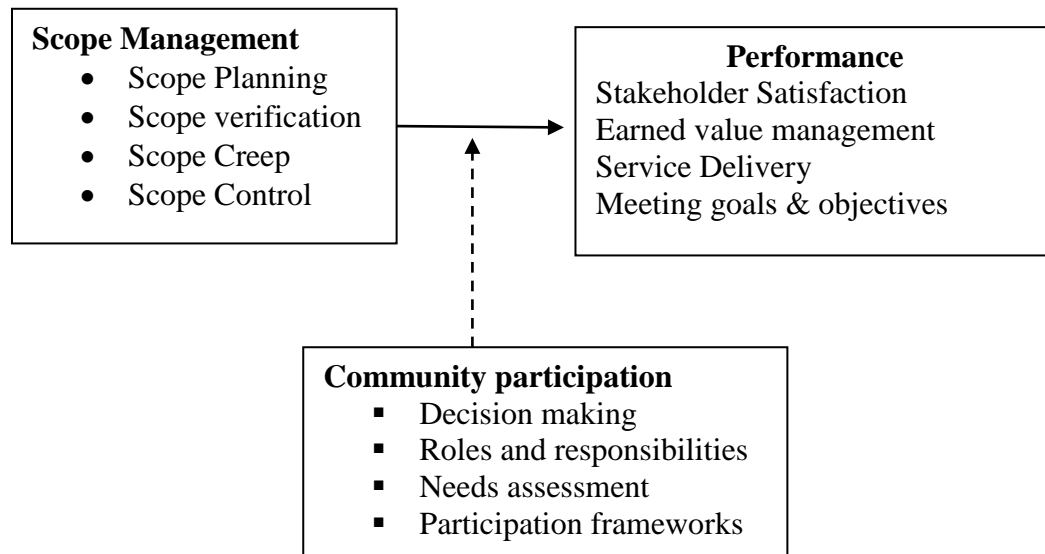 Scope Management
• Scope Planning
• Scope verification
• Scope Creep
• Scope Control
Performance
Stakeholder Satisfaction
Earned value management
Service Delivery
Meeting goals & objectives
Community participation
▪ Decision making
▪ Roles and responsibilities
▪ Needs assessment
▪ Participation frameworks